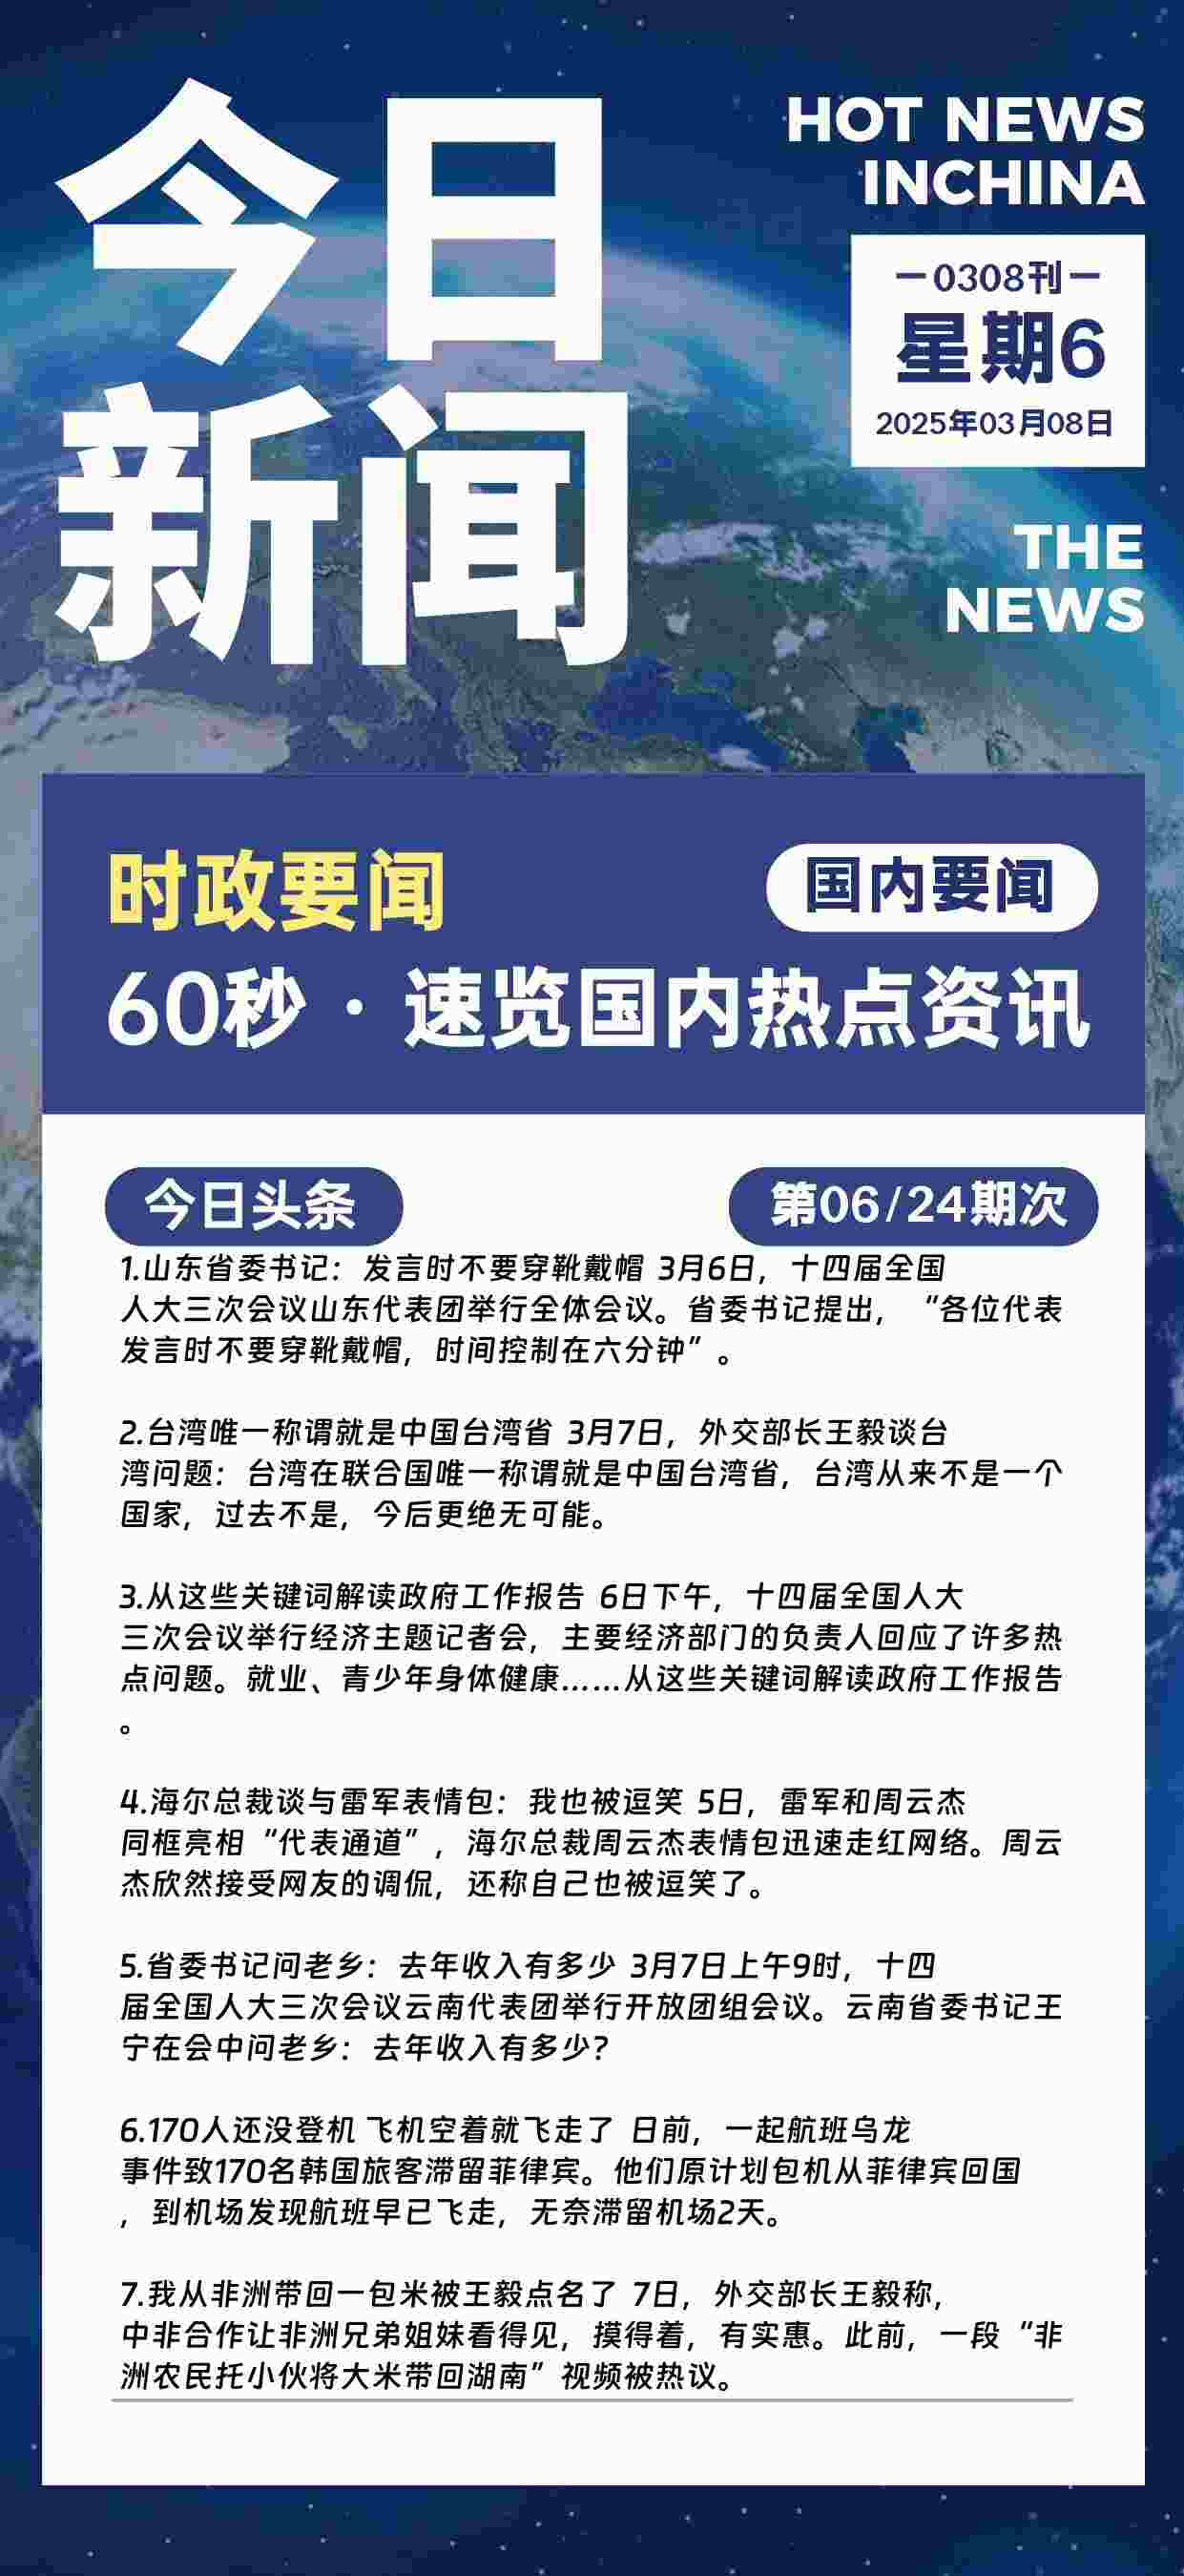 今日
新闻
HOT NEWS
INCHINA
—0308刊—
星期6
2025年03月08日
THE
NEWS
时政要闻
国内要闻
60秒·速览国内热点资讯
今日头条
第06/24期次
1.山东省委书记：发言时不要穿靴戴帽 3月6日，十四届全国
人大三次会议山东代表团举行全体会议。省委书记提出，“各位代表
发言时不要穿靴戴帽，时间控制在六分钟”。
2.台湾唯一称谓就是中国台湾省 3月7日，外交部长王毅谈台
湾问题：台湾在联合国唯一称谓就是中国台湾省，台湾从来不是一个
国家，过去不是，今后更绝无可能。
3.从这些关键词解读政府工作报告 6日下午，十四届全国人大
三次会议举行经济主题记者会，主要经济部门的负责人回应了许多热
点问题。就业、青少年身体健康……从这些关键词解读政府工作报告
。
4.海尔总裁谈与雷军表情包：我也被逗笑 5日，雷军和周云杰
同框亮相“代表通道”，海尔总裁周云杰表情包迅速走红网络。周云
杰欣然接受网友的调侃，还称自己也被逗笑了。
5.省委书记问老乡：去年收入有多少 3月7日上午9时，十四
届全国人大三次会议云南代表团举行开放团组会议。云南省委书记王
宁在会中问老乡：去年收入有多少？
6.170人还没登机 飞机空着就飞走了 日前，一起航班乌龙
事件致170名韩国旅客滞留菲律宾。他们原计划包机从菲律宾回国
，到机场发现航班早已飞走，无奈滞留机场2天。
7.我从非洲带回一包米被王毅点名了 7日，外交部长王毅称，
中非合作让非洲兄弟姐妹看得见，摸得着，有实惠。此前，一段“非
洲农民托小伙将大米带回湖南”视频被热议。